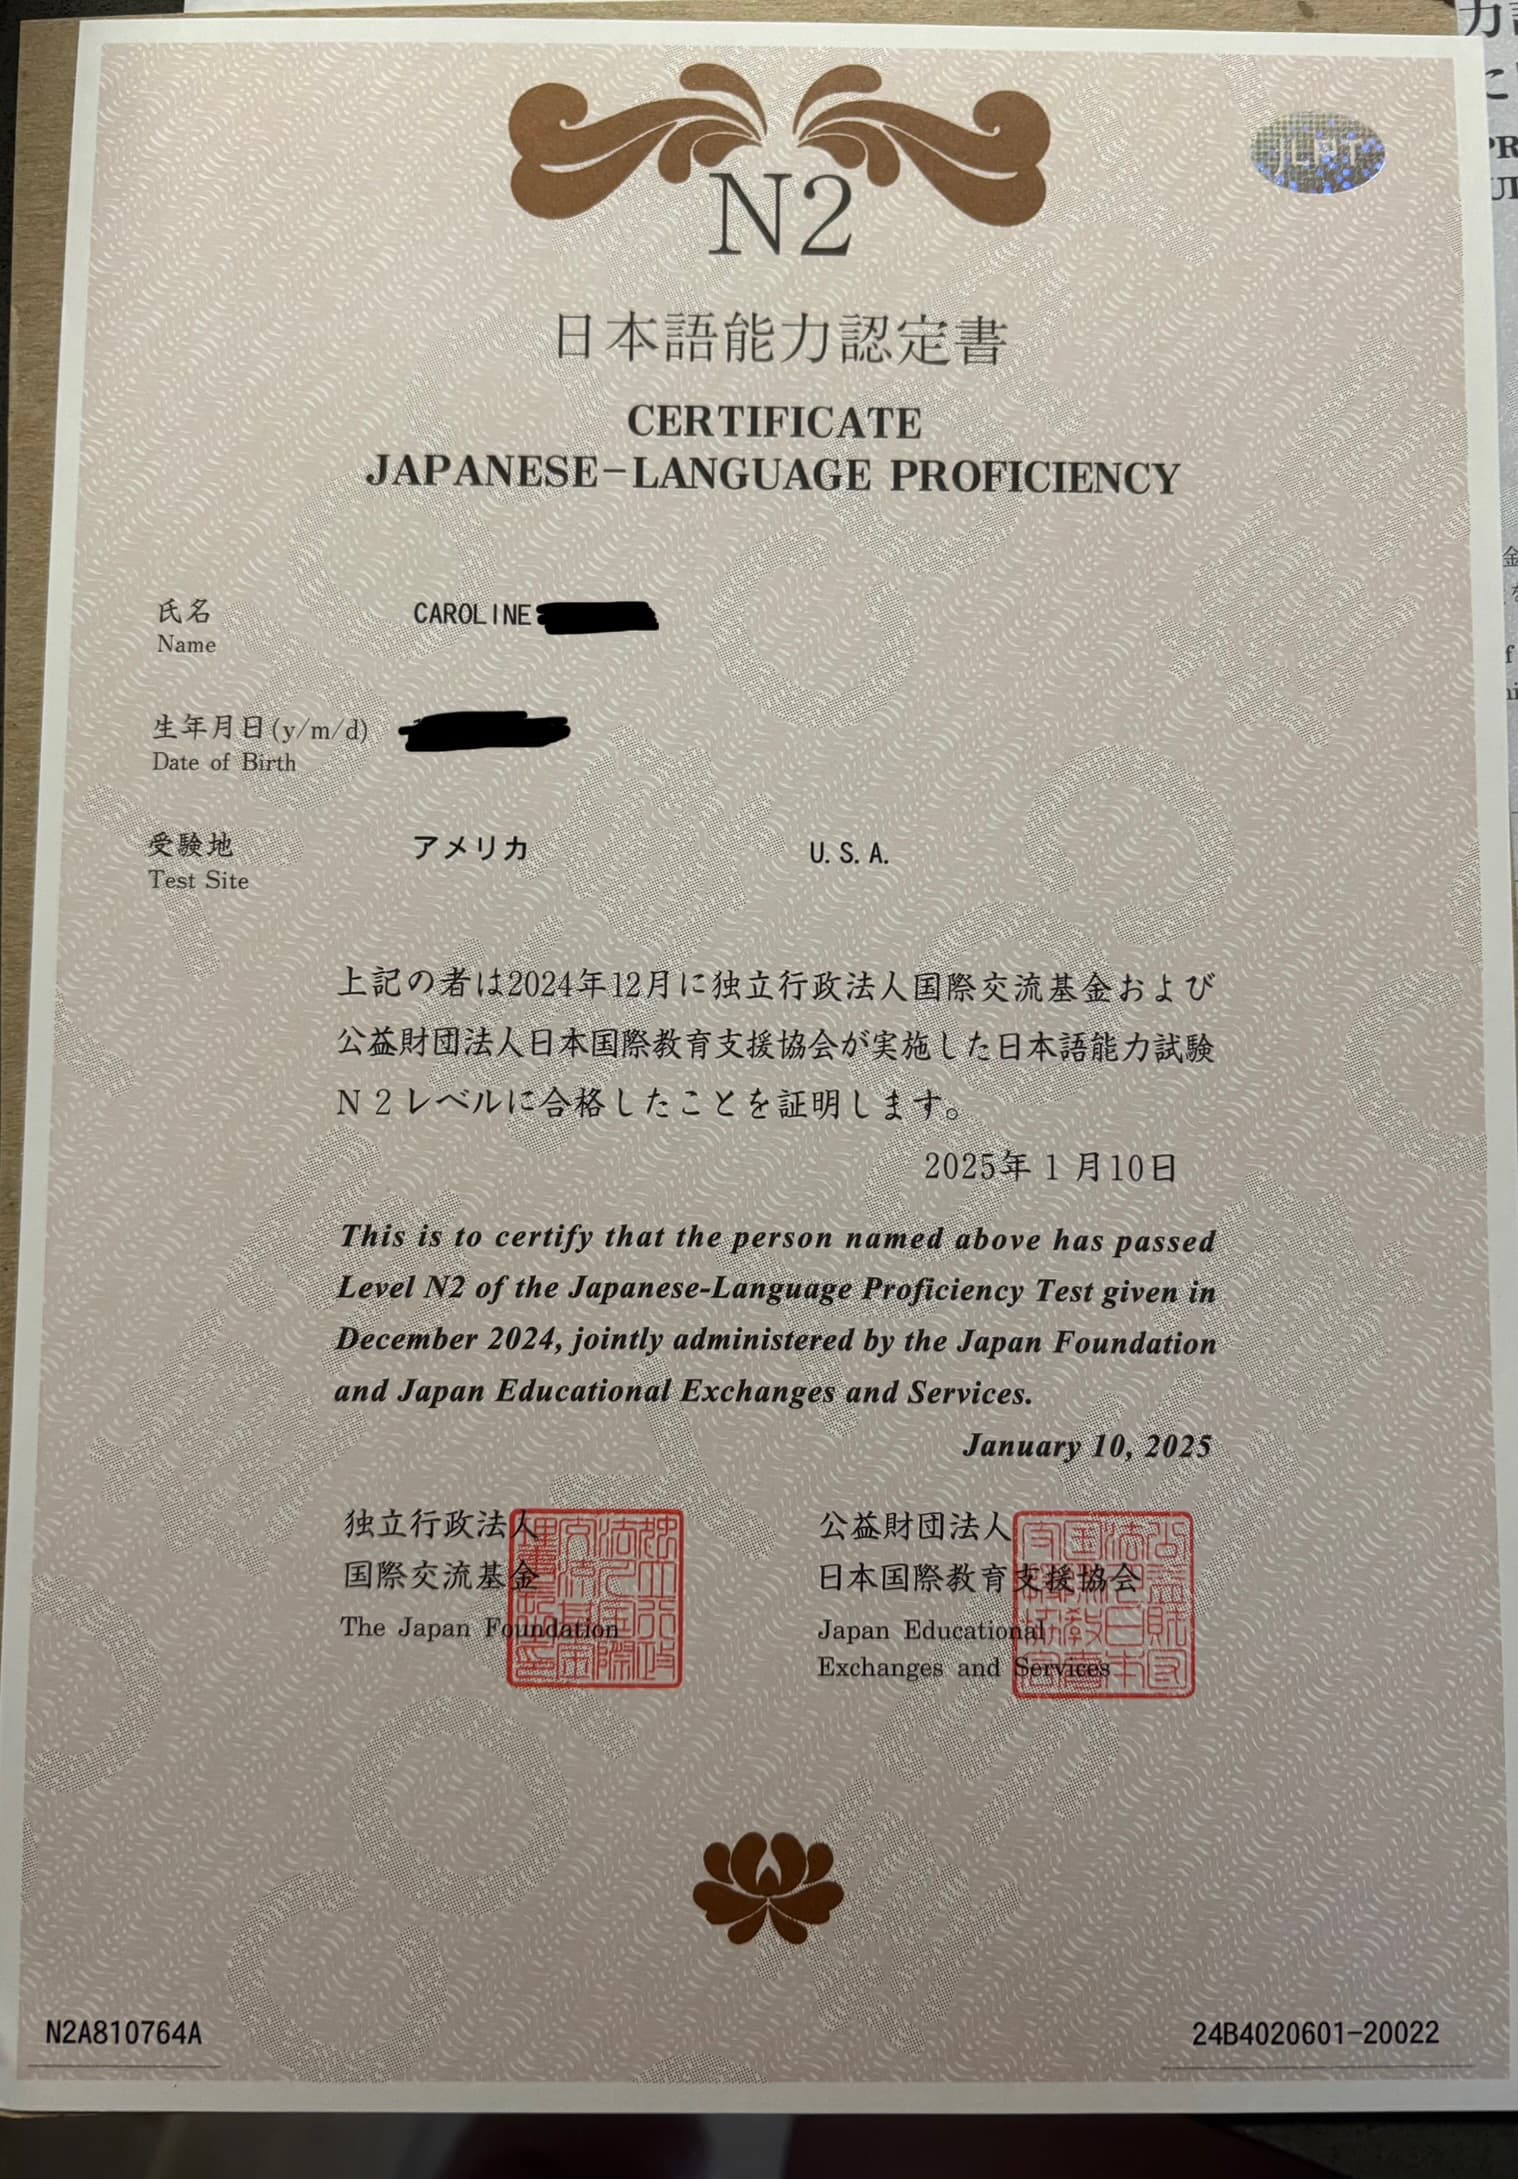 JLPT
N2
日本語能力認定書
CERTIFICATE
JAPANESE-LANGUAGE PROFICIENCY
氏名 CAROLINE
Name
生年月日(y/m/d)
Date of Birth
受験地 アメリカ U.S.A.
Test Site
上記の者は2024年12月に独立行政法人国際交流基金および
公益財団法人日本国際教育支援協会が実施した日本語能力試験
N2レベルに合格したことを証明します。
2025年1月10日
This is to certify that the person named above has passed
Level N2 of the Japanese-Language Proficiency Test given in
December 2024, jointly administered by the Japan Foundation
and Japan Educational Exchanges and Services.
January 10, 2025
独立行政法人
国際交流基金
The Japan Foundation
公益財団法人
日本国際教育支援協会
Japan Educational
Exchanges and Services
N2A810764A
24B4020601-20022